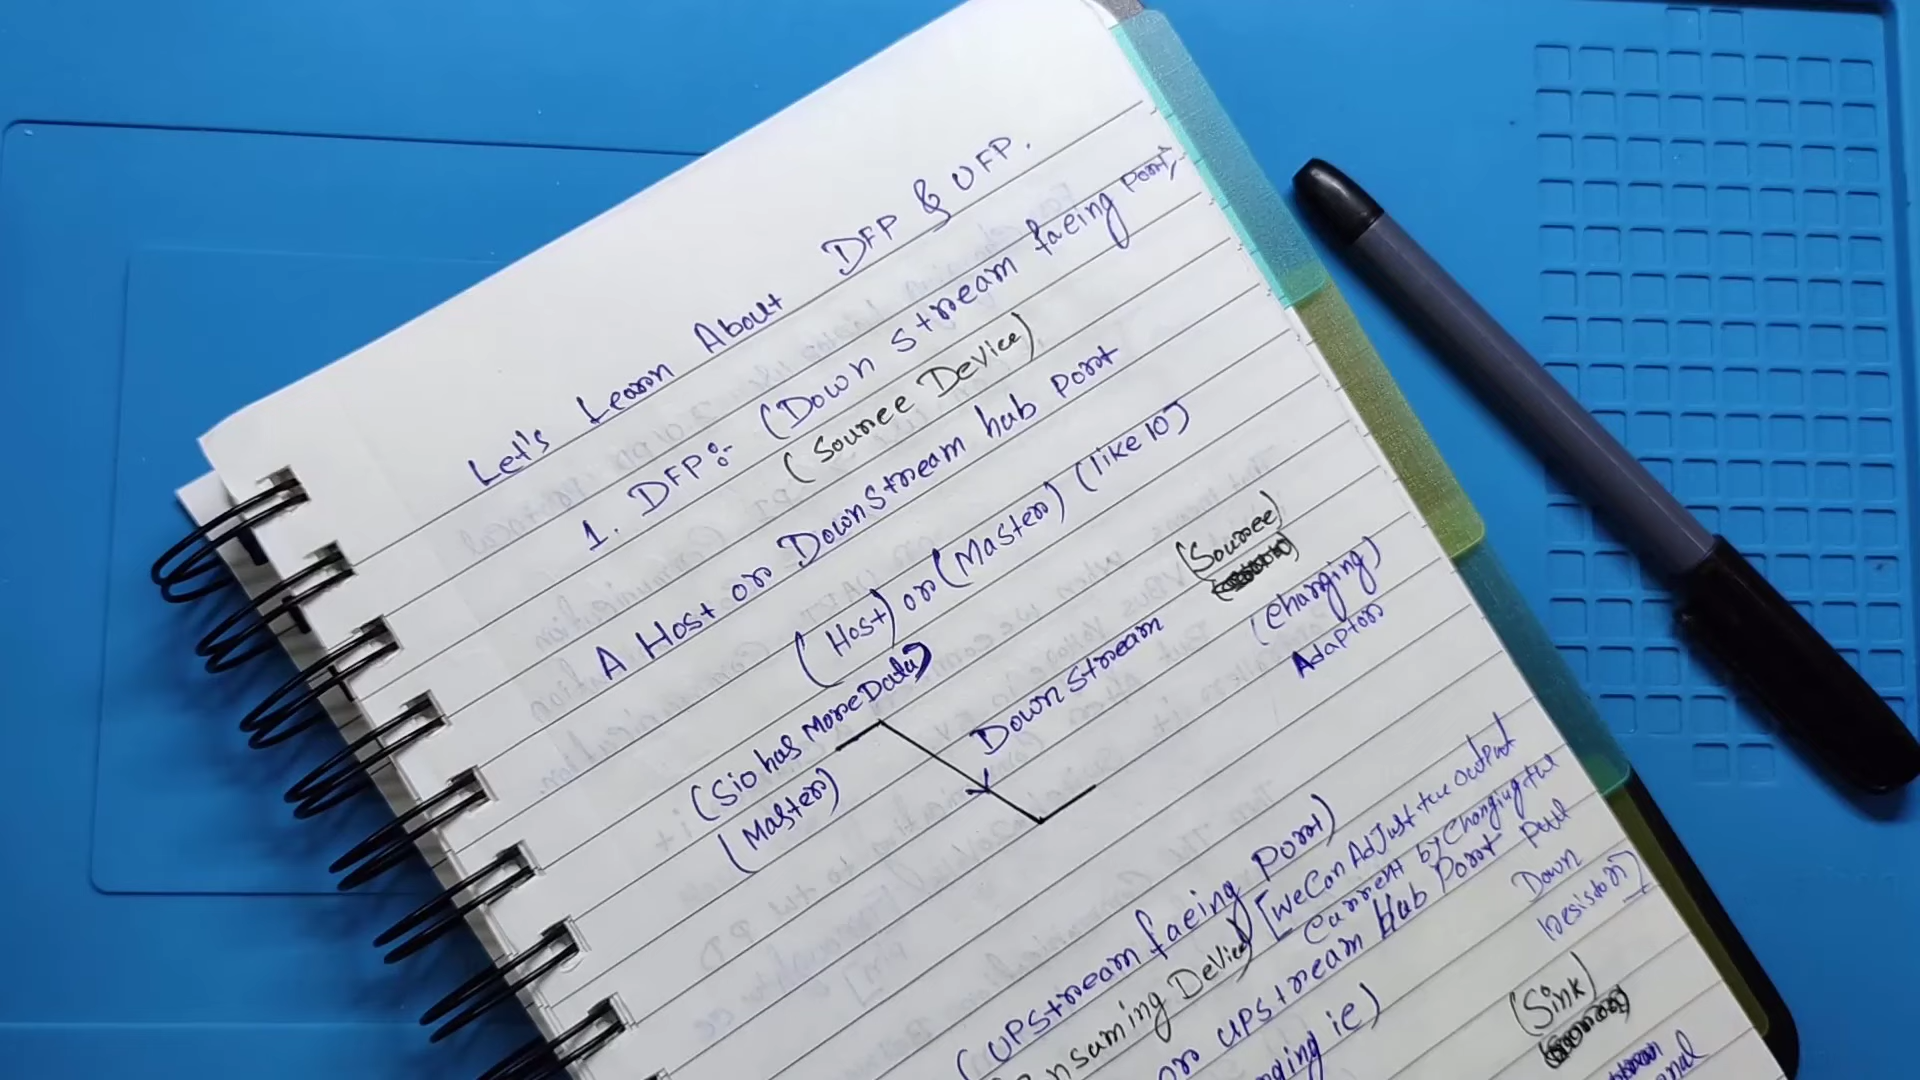 Let's Learn About DFP & UFP.
1. DFP:- (Down Stream facing Port)
(Source Device)
A Host or DownStream hub Port
(Host) or (Master) (like 10)
(Sio has More Data)
(Master)
Down Stream
(Source)
(Charging)
Adaptor
(UPStream facing Port)
Device
[we Can AdJust the output
Current by Changing the
Pull
Down
Resistor]
or UPStream Hub Port
ie)
(Sink)